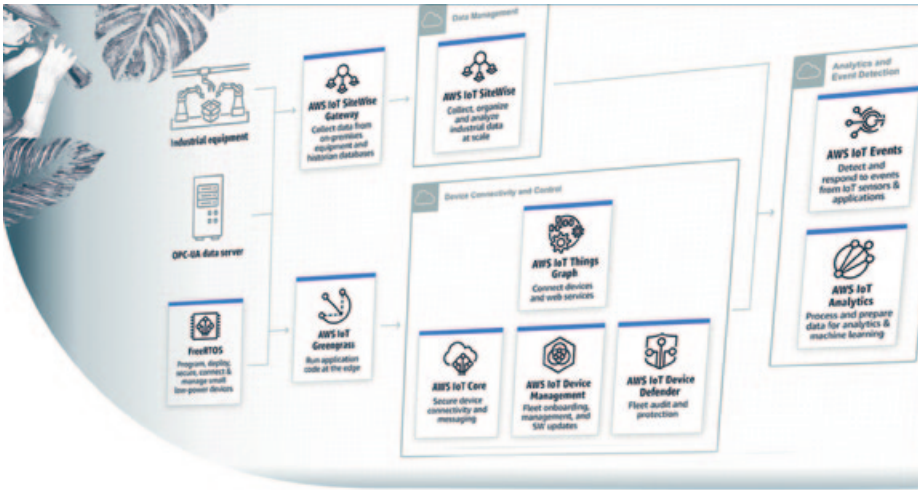 Data Management
Industrial equipment
AWS IoT SiteWise
Gateway
Collect data from
on-premises
equipment and
historian databases
AWS IoT SiteWise
Collect, organize
and analyze
industrial data
at scale
Analytics and
Event Detection
AWS IoT Events
Detect and
respond to events
from IoT sensors &
applications
OPC-UA data server
Device Connectivity and Control
AWS IoT Things
Graph
Connect devices
and web services
AWS IoT
Analytics
Process and prepare
data for analytics &
machine learning
FreeRTOS
Program, deploy,
secure, connect &
manage small
low-power devices
AWS IoT
Greengrass
Run application
code at the edge
AWS IoT Core
Secure device
connectivity and
messaging
AWS IoT Device
Management
Fleet onboarding,
management, and
SW updates
AWS IoT Device
Defender
Fleet audit and
protection